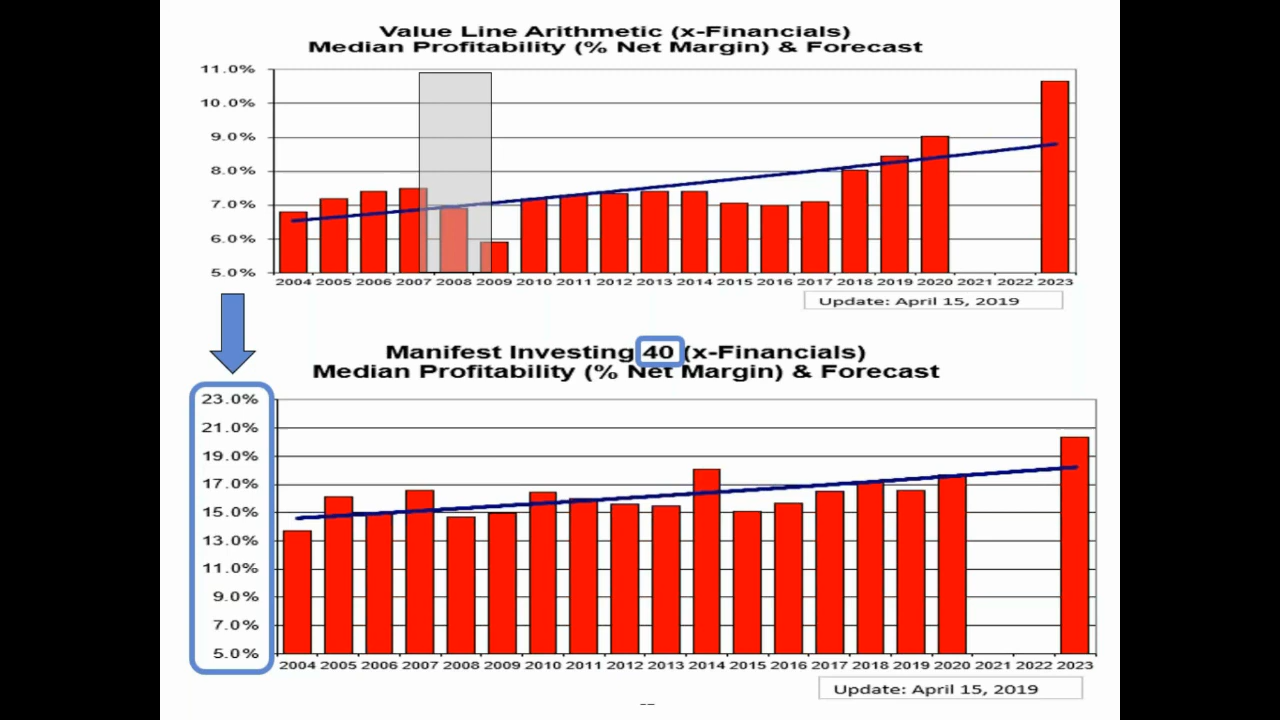 Value Line Arithmetic (x-Financials)
Median Profitability (% Net Margin) & Forecast
11.0%
10.0%
9.0%
8.0%
7.0%
6.0%
5.0%
2004 2005 2006 2007 2008 2009 2010 2011 2012 2013 2014 2015 2016 2017 2018 2019 2020 2021 2022 2023
Update: April 15, 2019
Manifest Investing 40 (x-Financials)
Median Profitability (% Net Margin) & Forecast
23.0%
21.0%
19.0%
17.0%
15.0%
13.0%
11.0%
9.0%
7.0%
5.0%
2004 2005 2006 2007 2008 2009 2010 2011 2012 2013 2014 2015 2016 2017 2018 2019 2020 2021 2022 2023
Update: April 15, 2019